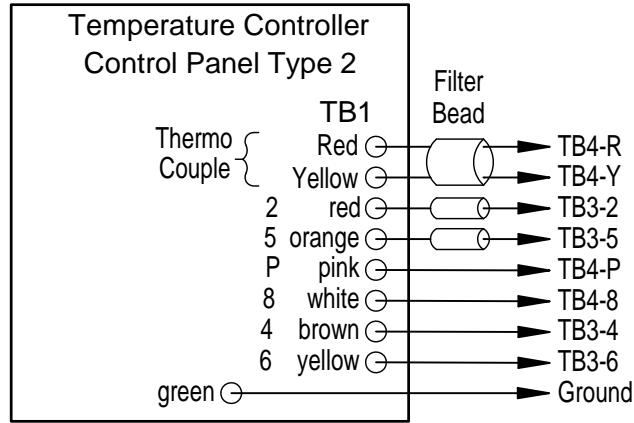 Temperature Controller
Control Panel Type 2
Filter
Bead
TB1
Thermo
Couple
Red TB4-R
Yellow TB4-Y
2 red TB3-2
5 orange TB3-5
P pink TB4-P
8 white TB4-8
4 brown TB3-4
6 yellow TB3-6
green Ground